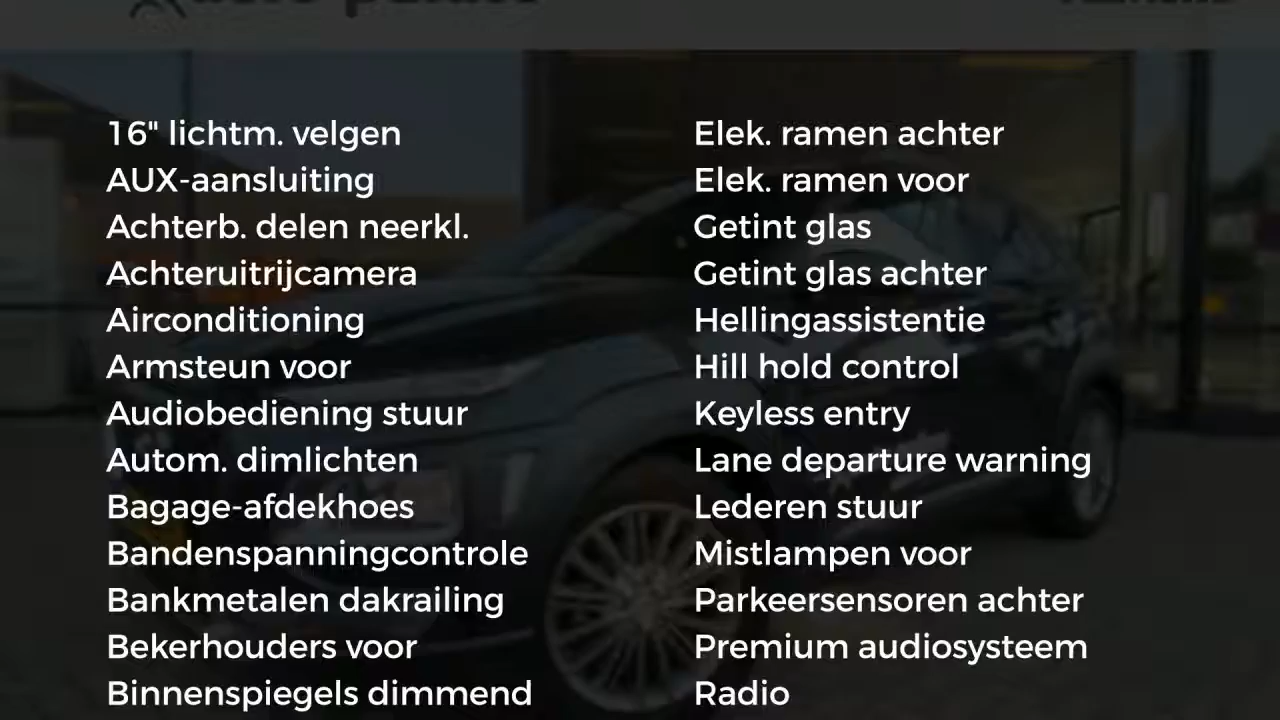 16" lichtm. velgen
AUX-aansluiting
Achterb. delen neerkl.
Achteruitrijcamera
Airconditioning
Armsteun voor
Audiobediening stuur
Autom. dimlichten
Bagage-afdekhoes
Bandenspanningcontrole
Bankmetalen dakrailing
Bekerhouders voor
Binnenspiegels dimmend
Elek. ramen achter
Elek. ramen voor
Getint glas
Getint glas achter
Hellingassistentie
Hill hold control
Keyless entry
Lane departure warning
Lederen stuur
Mistlampen voor
Parkeersensoren achter
Premium audiosysteem
Radio